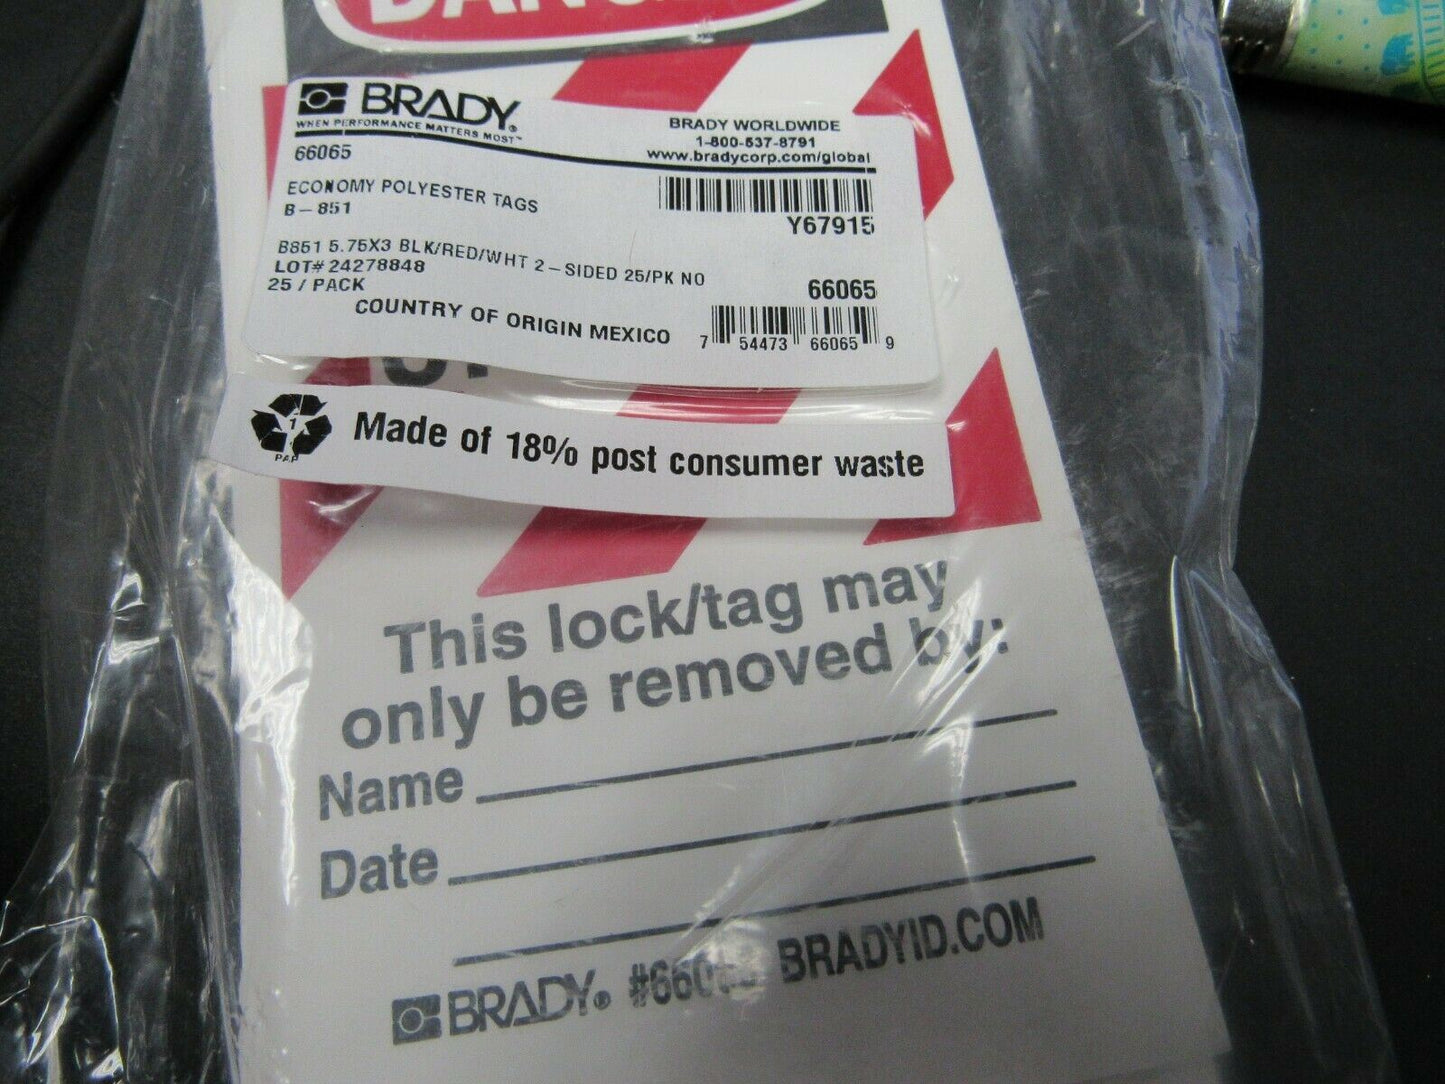 BRADY
WHEN PERFORMANCE MATTERS MOST™
66065
BRADY WORLDWIDE
1-800-537-8791
www.bradycorp.com/global
ECONOMY POLYESTER TAGS
B-851
Y67915
B851 5.75X3 BLK/RED/WHT 2-SIDED 25/PK NO
LOT# 24278848
25 / PACK
66065
COUNTRY OF ORIGIN MEXICO
7 54473 66065 9
1
PAP
Made of 18% post consumer waste
This lock/tag may
only be removed by:
Name
Date
BRADY® BRADYID.COM